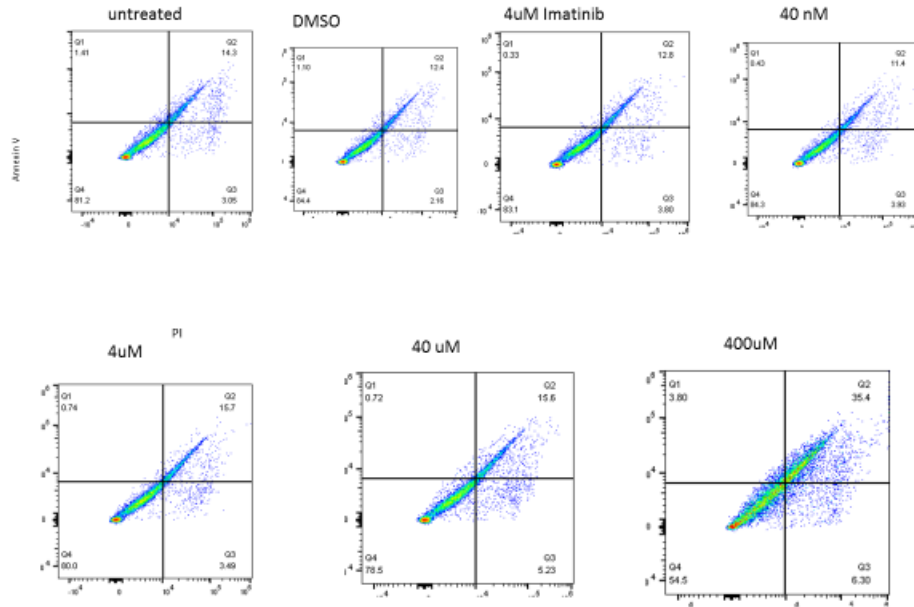 untreated
DMSO
4uM Imatinib
40 nM
Q1
1.41
Q2
14.3
Q4
81.2
Q3
3.05
Q1
1.10
Q2
12.4
Q4
84.4
Q3
2.16
Q1
0.33
Q2
12.8
Q4
83.1
Q3
3.80
Q1
0.43
Q2
11.4
Q4
84.3
Q3
3.93
Annexin V
PI
4uM
40 uM
400uM
Q1
0.74
Q2
15.7
Q4
80.0
Q3
3.49
Q1
0.72
Q2
15.6
Q4
78.5
Q3
5.23
Q1
3.80
Q2
35.4
Q4
54.5
Q3
6.30